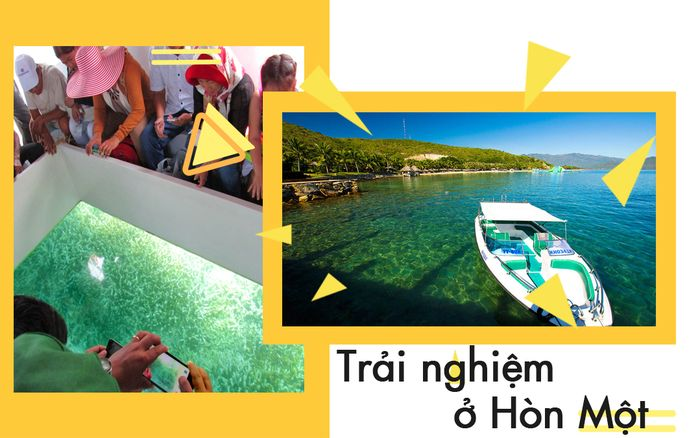 Trải nghiệm
ở Hòn Một